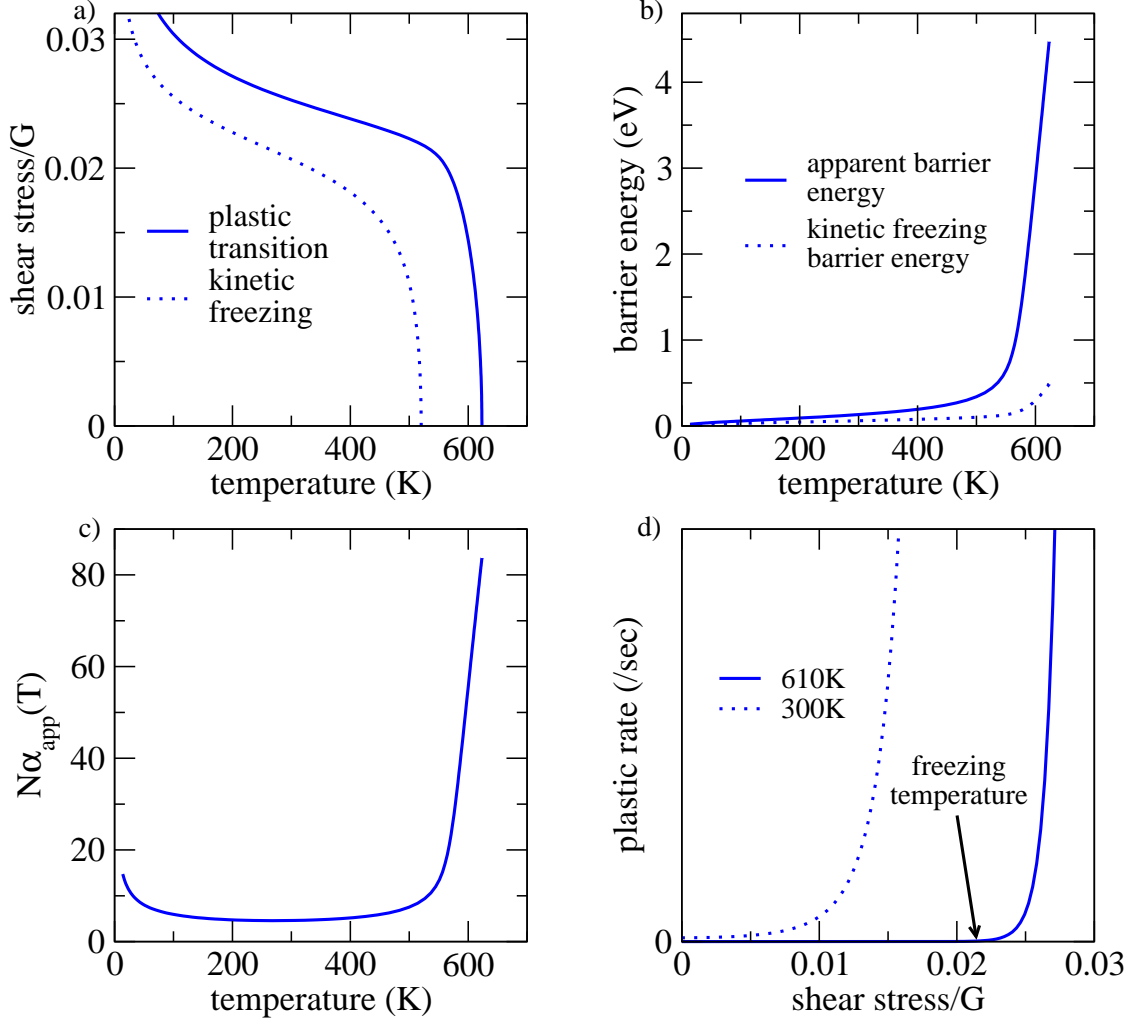 a)
0.03
0.02
0.01
0
shear stress/G
plastic
transition
kinetic
freezing
0
200
400
600
temperature (K)
b)
4
3
2
1
0
barrier energy (eV)
apparent barrier
energy
kinetic freezing
barrier energy
0
200
400
600
temperature (K)
c)
80
60
40
20
0
Nα_app(T)
0
200
400
600
temperature (K)
d)
0
plastic rate (/sec)
610K
300K
freezing
temperature
0
0.01
0.02
0.03
shear stress/G